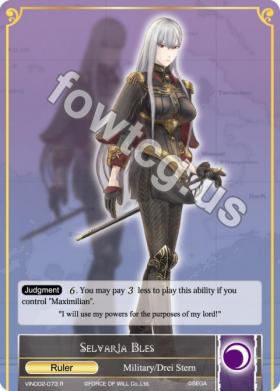 fowtcg.us
Judgment 6. You may pay 3 less to play this ability if you
control "Maximilian".
"I will use my powers for the purposes of my lord!"
Selvaria Bles
Ruler Military/Drei Stern
VIN002-073 R ©FORCE OF WILL Co.,Ltd. ©SEGA